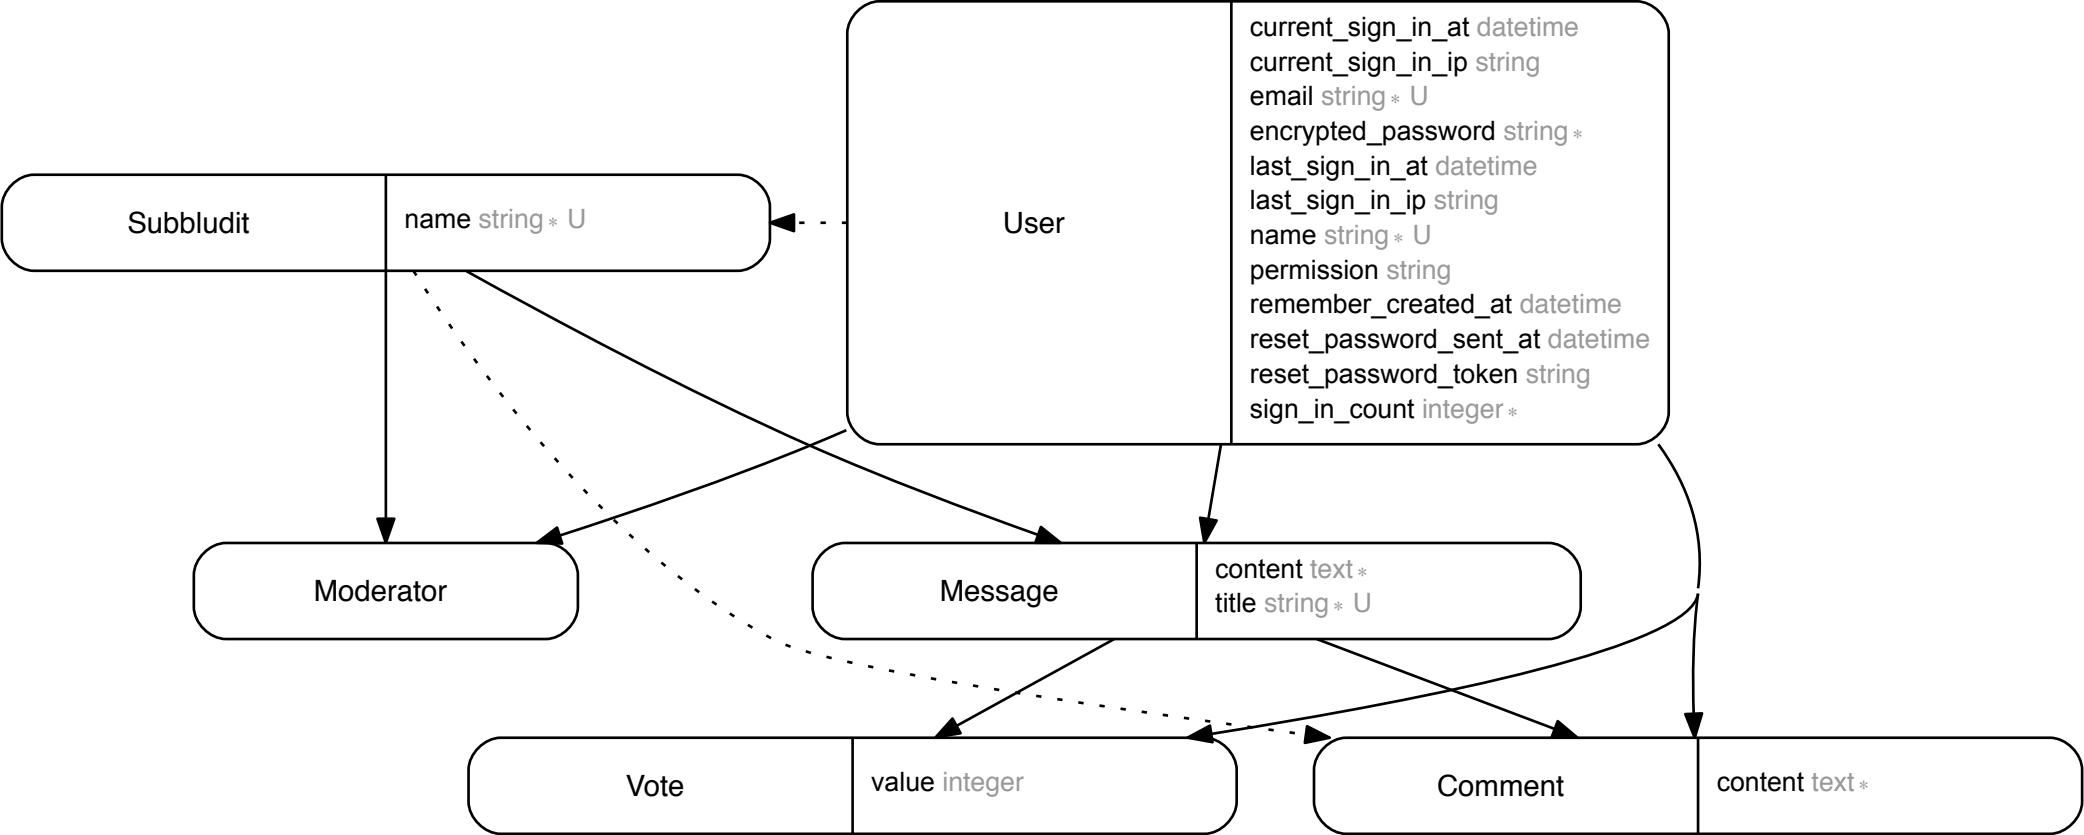 Subbludit
name string* U
User
current_sign_in_at datetime
current_sign_in_ip string
email string* U
encrypted_password string*
last_sign_in_at datetime
last_sign_in_ip string
name string* U
permission string
remember_created_at datetime
reset_password_sent_at datetime
reset_password_token string
sign_in_count integer*
Moderator
Message
content text*
title string* U
Vote
value integer
Comment
content text*